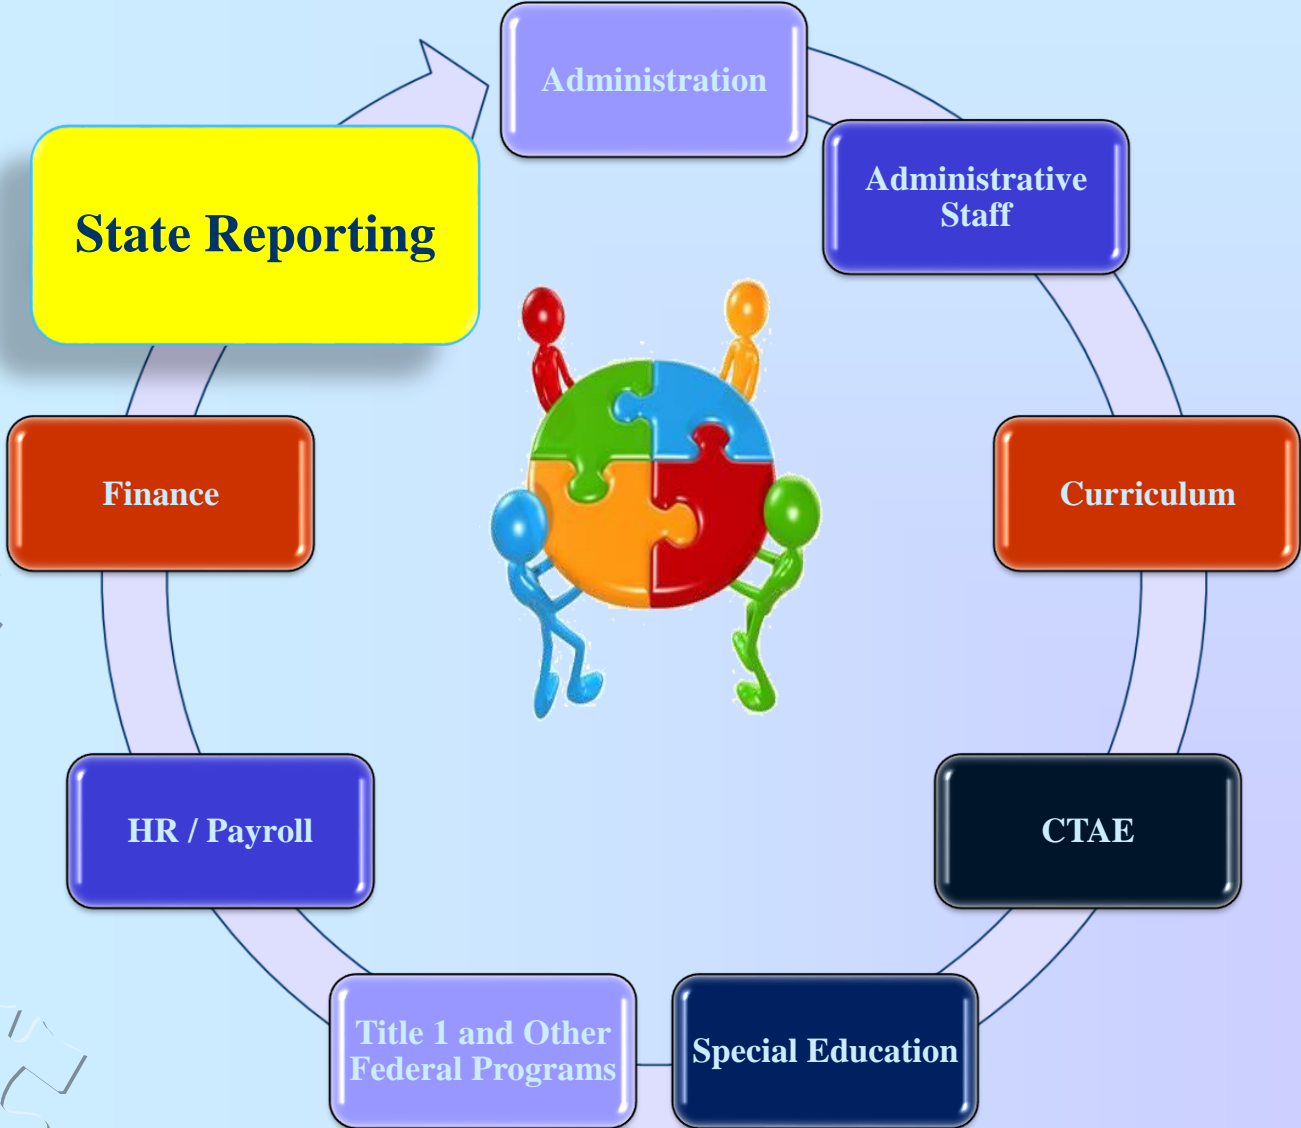 Administration
Administrative
Staff
State Reporting
Finance
Curriculum
HR / Payroll
CTAE
Title 1 and Other
Federal Programs
Special Education